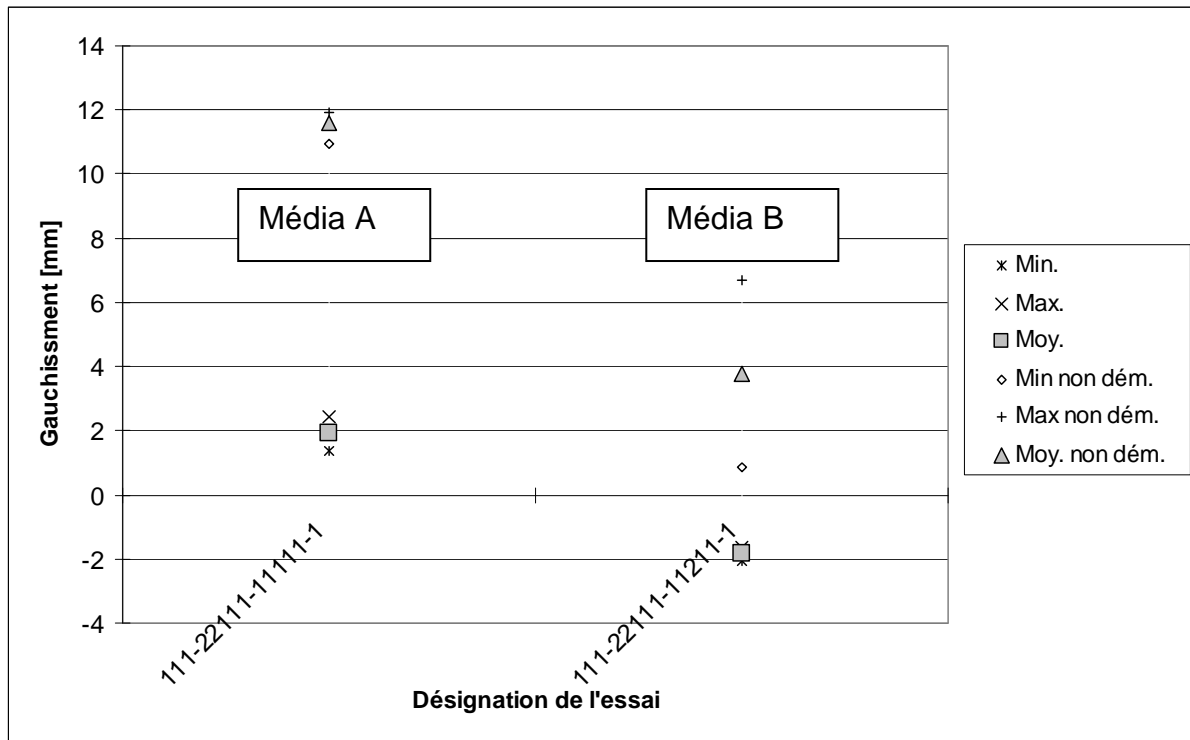 14
12
10
8
6
4
2
0
-2
-4
Gauchissment [mm]
Média A
Média B
111-22111-11111-1
111-22111-11211-1
Désignation de l'essai
Min.
Max.
Moy.
Min non dém.
Max non dém.
Moy. non dém.